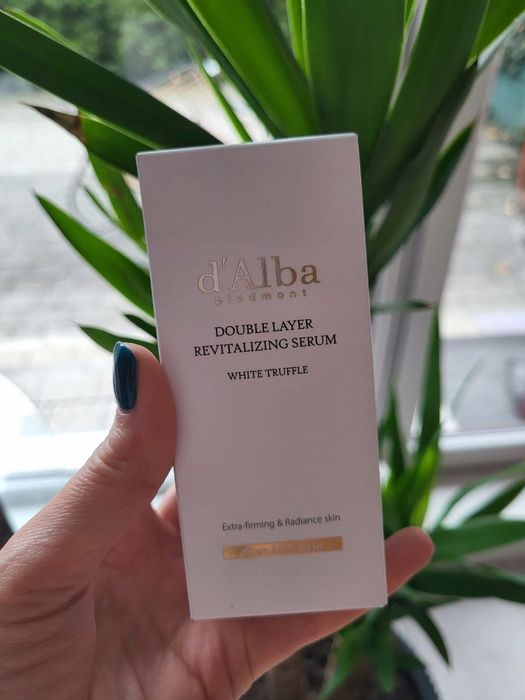 d'Alba
piedmont
DOUBLE LAYER
REVITALIZING SERUM
WHITE TRUFFLE
Extra-firming & Radiance skin